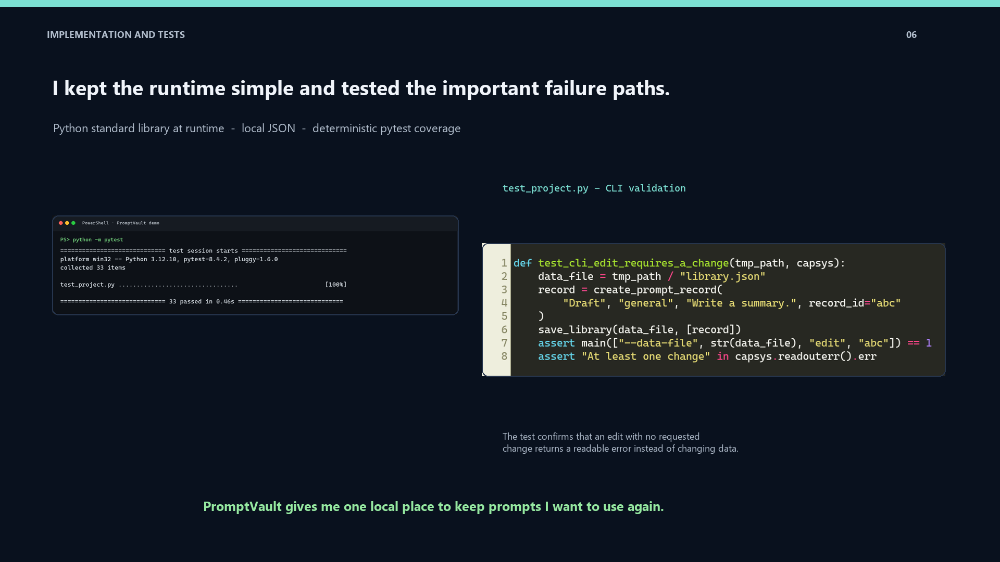 IMPLEMENTATION AND TESTS
06
I kept the runtime simple and tested the important failure paths.
Python standard library at runtime - local JSON - deterministic pytest coverage
PowerShell · PromptVault demo
PS> python -m pytest
============================= test session starts =============================
platform win32 -- Python 3.12.10, pytest-8.4.2, pluggy-1.6.0
collected 33 items
test_project.py ................................. [100%]
============================= 33 passed in 0.46s =============================
test_project.py - CLI validation
1 def test_cli_edit_requires_a_change(tmp_path, capsys):
2     data_file = tmp_path / "library.json"
3     record = create_prompt_record(
4         "Draft", "general", "Write a summary.", record_id="abc"
5     )
6     save_library(data_file, [record])
7     assert main(["--data-file", str(data_file), "edit", "abc"]) == 1
8     assert "At least one change" in capsys.readouterr().err
The test confirms that an edit with no requested
change returns a readable error instead of changing data.
PromptVault gives me one local place to keep prompts I want to use again.